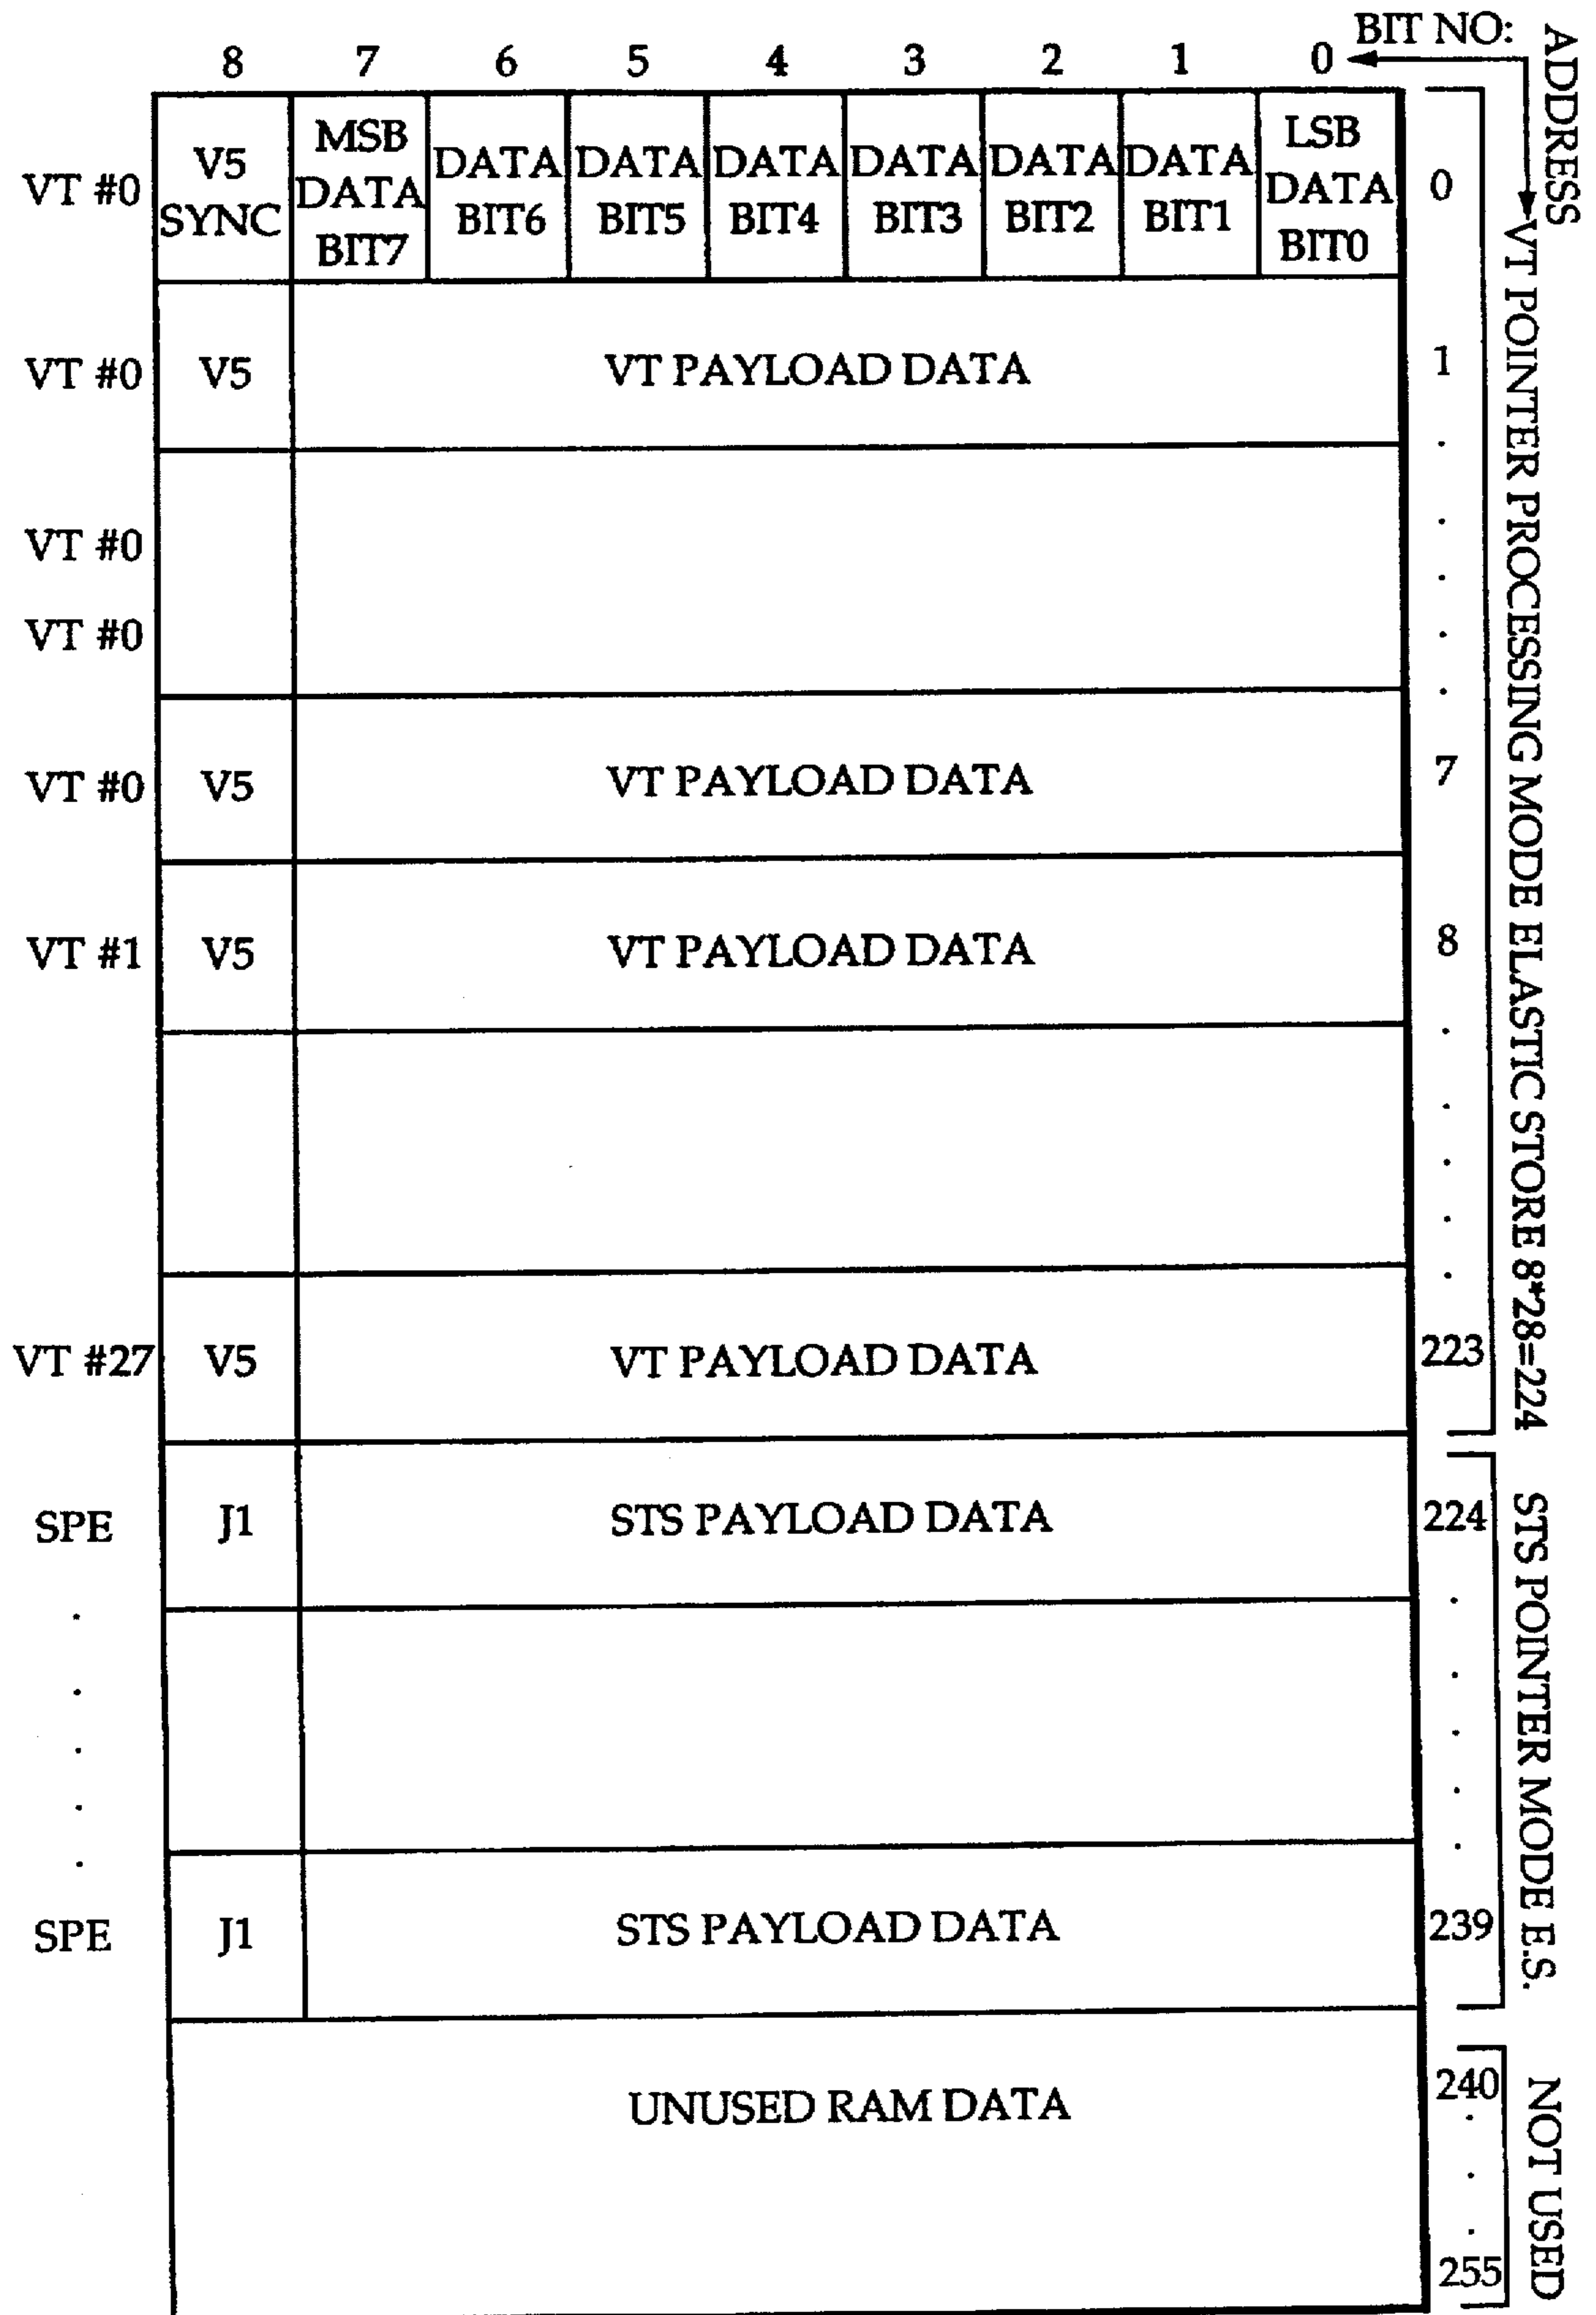 BIT NO:
ADDRESS
8 7 6 5 4 3 2 1 0
VT #0
V5 SYNC
MSB DATA BIT7
DATA BIT6
DATA BIT5
DATA BIT4
DATA BIT3
DATA BIT2
DATA BIT1
LSB DATA BIT0
0
VT #0 V5 VT PAYLOAD DATA 1
VT #0
VT #0
VT #0 V5 VT PAYLOAD DATA 7
VT #1 V5 VT PAYLOAD DATA 8
VT #27 V5 VT PAYLOAD DATA 223
VT POINTER PROCESSING MODE ELASTIC STORE 8*28=224
SPE J1 STS PAYLOAD DATA 224
SPE J1 STS PAYLOAD DATA 239
STS POINTER MODE E.S.
UNUSED RAM DATA 240
255
NOT USED